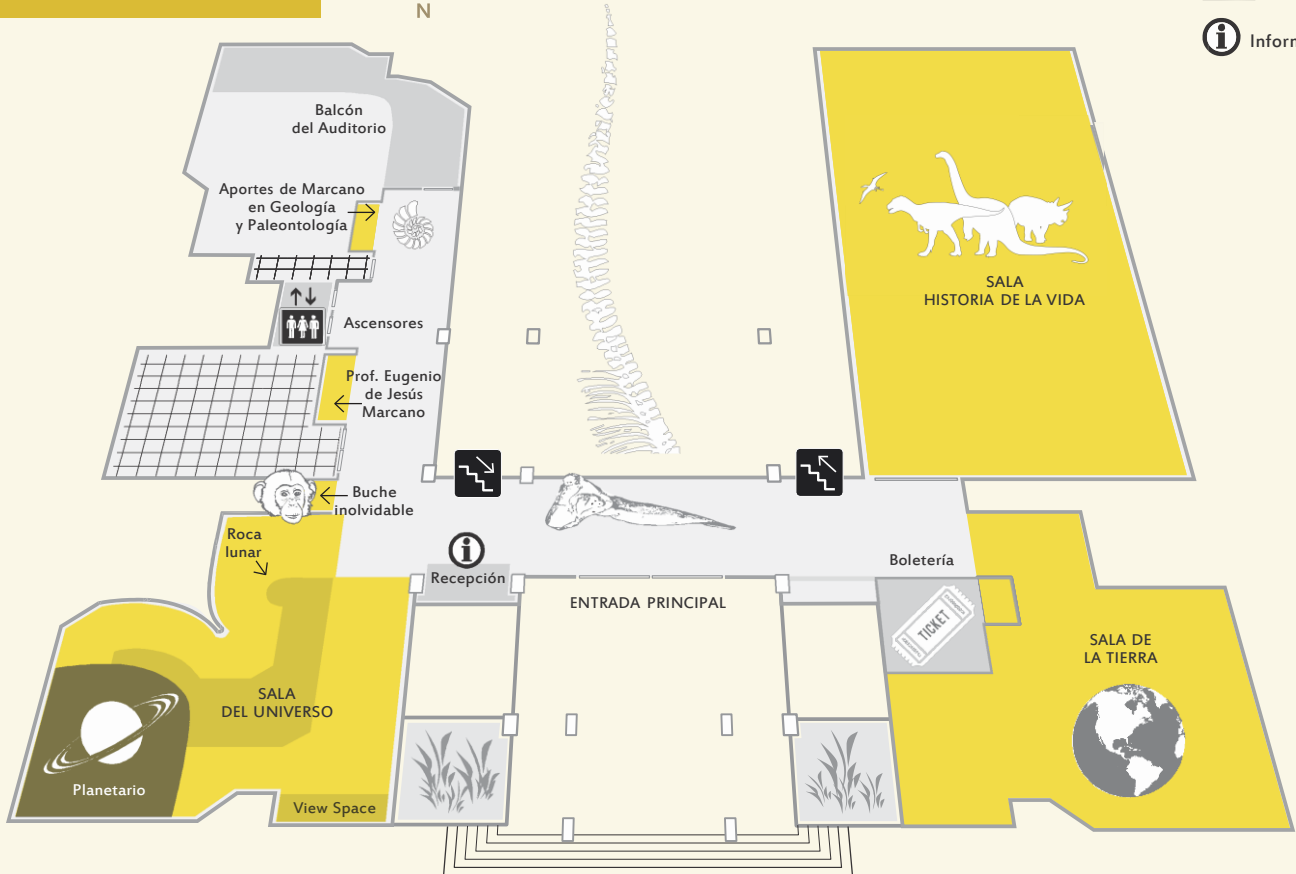 N
Balcón
del Auditorio
Aportes de Marcano
en Geología
y Paleontología
Ascensores
Prof. Eugenio
de Jesús
Marcano
Buche
inolvidable
Roca
lunar
Recepción
ENTRADA PRINCIPAL
SALA
DEL UNIVERSO
Planetario
View Space
SALA
HISTORIA DE LA VIDA
Boletería
TICKET
SALA DE
LA TIERRA
i
i